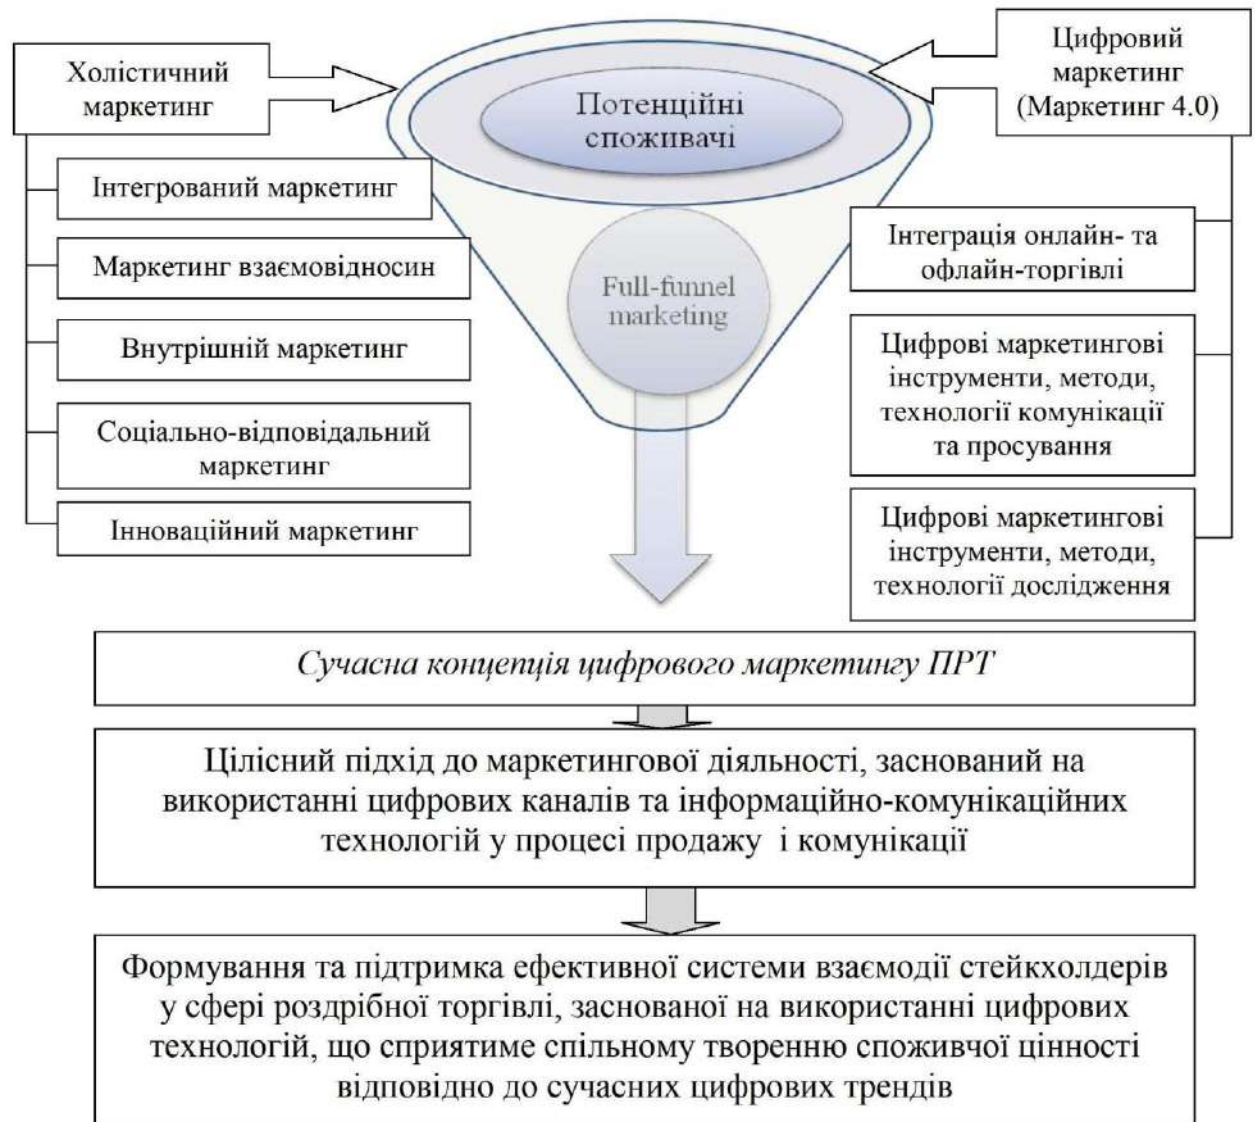 Холістичний
маркетинг
Інтегрований маркетинг
Маркетинг взаємовідносин
Внутрішній маркетинг
Соціально-відповідальний
маркетинг
Інноваційний маркетинг
Потенційні
споживачі
Full-funnel
marketing
Цифровий
маркетинг
(Маркетинг 4.0)
Інтеграція онлайн- та
офлайн-торгівлі
Цифрові маркетингові
інструменти, методи,
технології комунікації
та просування
Цифрові маркетингові
інструменти, методи,
технології дослідження
Сучасна концепція цифрового маркетингу ПРТ
Цілісний підхід до маркетингової діяльності, заснований на
використанні цифрових каналів та інформаційно-комунікаційних
технологій у процесі продажу і комунікації
Формування та підтримка ефективної системи взаємодії стейкхолдерів
у сфері роздрібної торгівлі, заснованої на використанні цифрових
технологій, що сприятиме спільному творенню споживчої цінності
відповідно до сучасних цифрових трендів